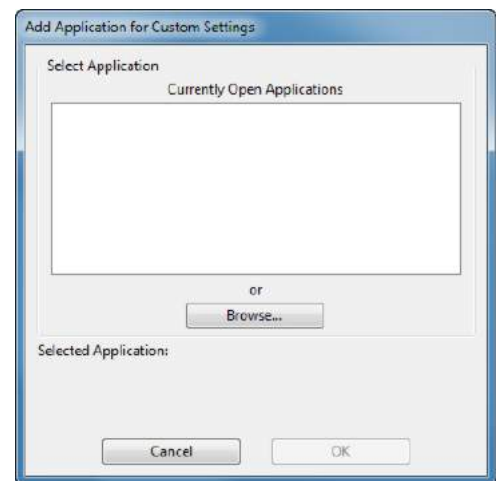 Add Application for Custom Settings
Select Application
Currently Open Applications
or
Browse...
Selected Application:
Cancel
OK